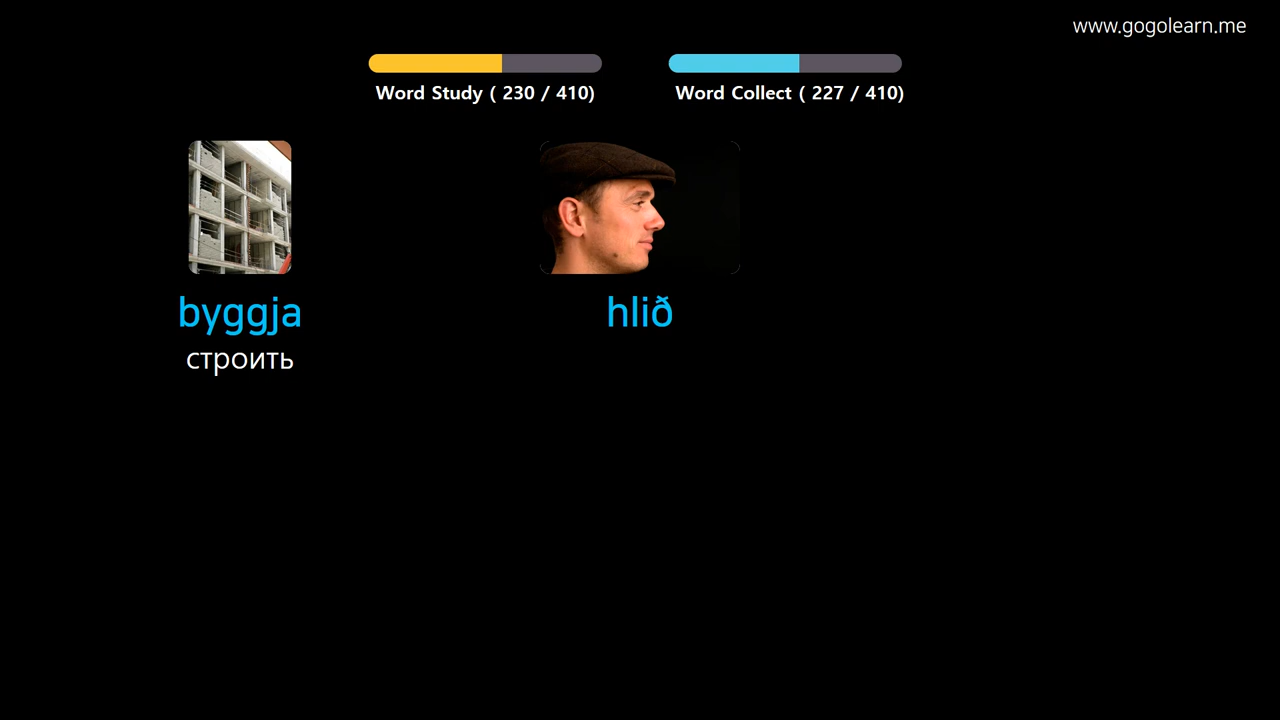 www.gogolearn.me
Word Study ( 230 / 410)
Word Collect ( 227 / 410)
byggja
hlið
строить